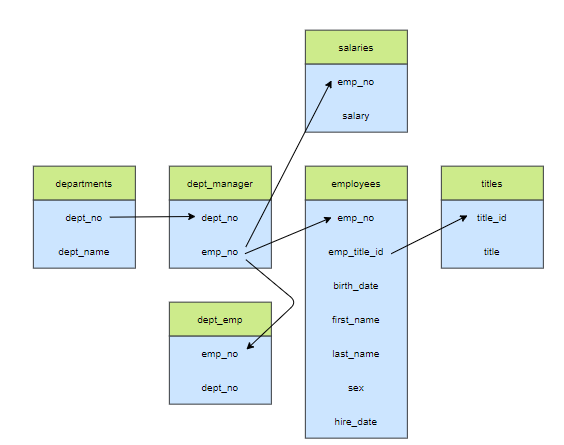 salaries
emp_no
salary
departments
dept_no
dept_name
dept_manager
dept_no
emp_no
employees
emp_no
emp_title_id
birth_date
first_name
last_name
sex
hire_date
titles
title_id
title
dept_emp
emp_no
dept_no